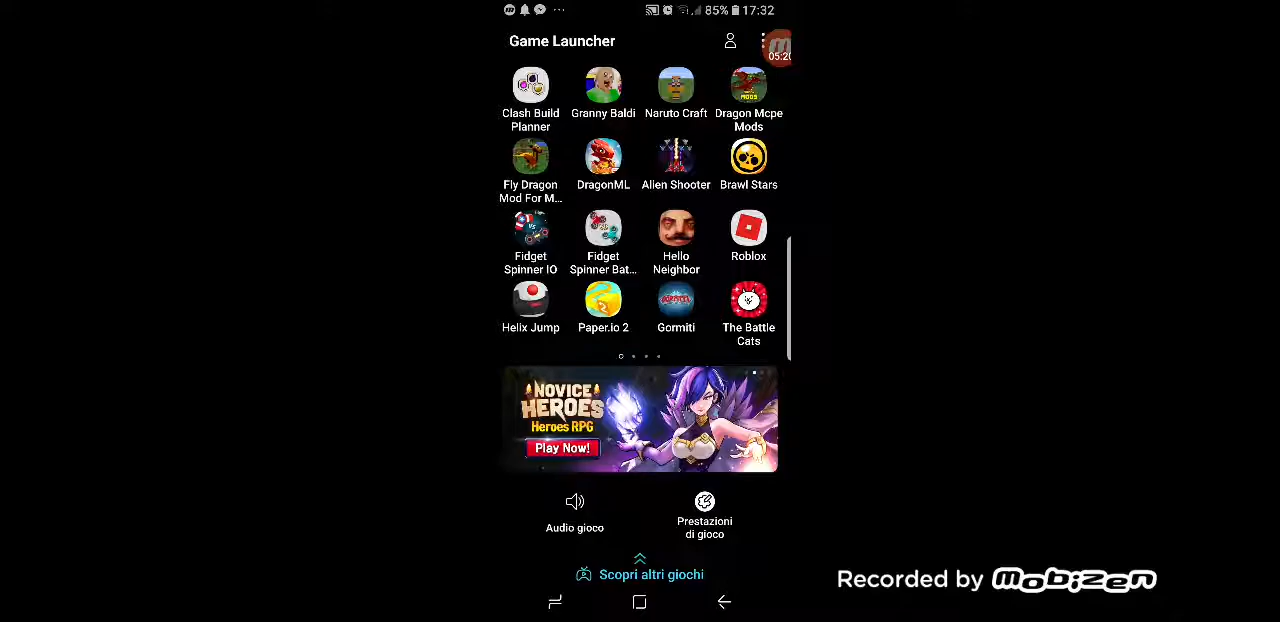 85% 17:32
Game Launcher
05:20
Clash Build Planner
Granny Baldi
Naruto Craft
Dragon Mcpe Mods
MODS
Fly Dragon Mod For M...
DragonML
Alien Shooter
Brawl Stars
VS
Fidget Spinner IO
Fidget Spinner Bat...
Hello Neighbor
Roblox
Helix Jump
Paper.io 2
Gormiti
The Battle Cats
NOVICE
HEROES
Heroes RPG
Play Now!
Audio gioco
Prestazioni di gioco
Scopri altri giochi
Recorded by mobizen